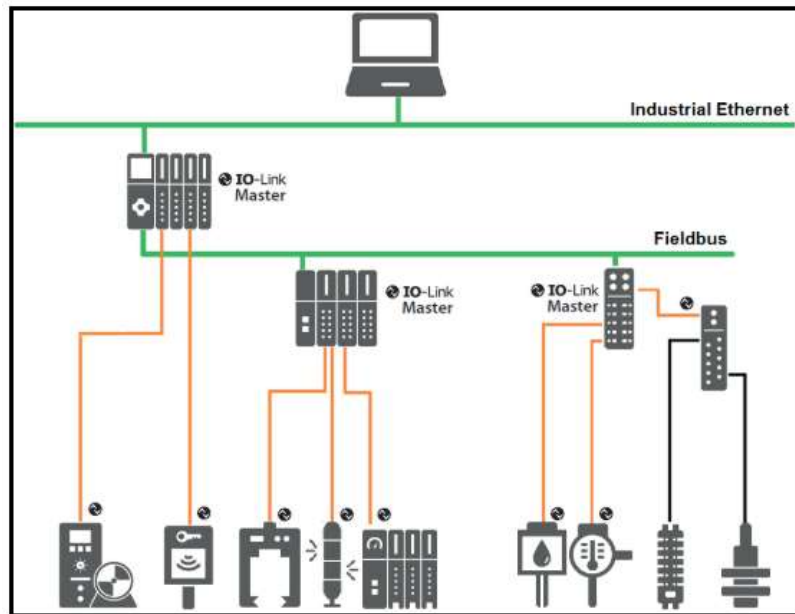 Industrial Ethernet
IO-Link
Master
Fieldbus
IO-Link
Master
IO-Link
Master